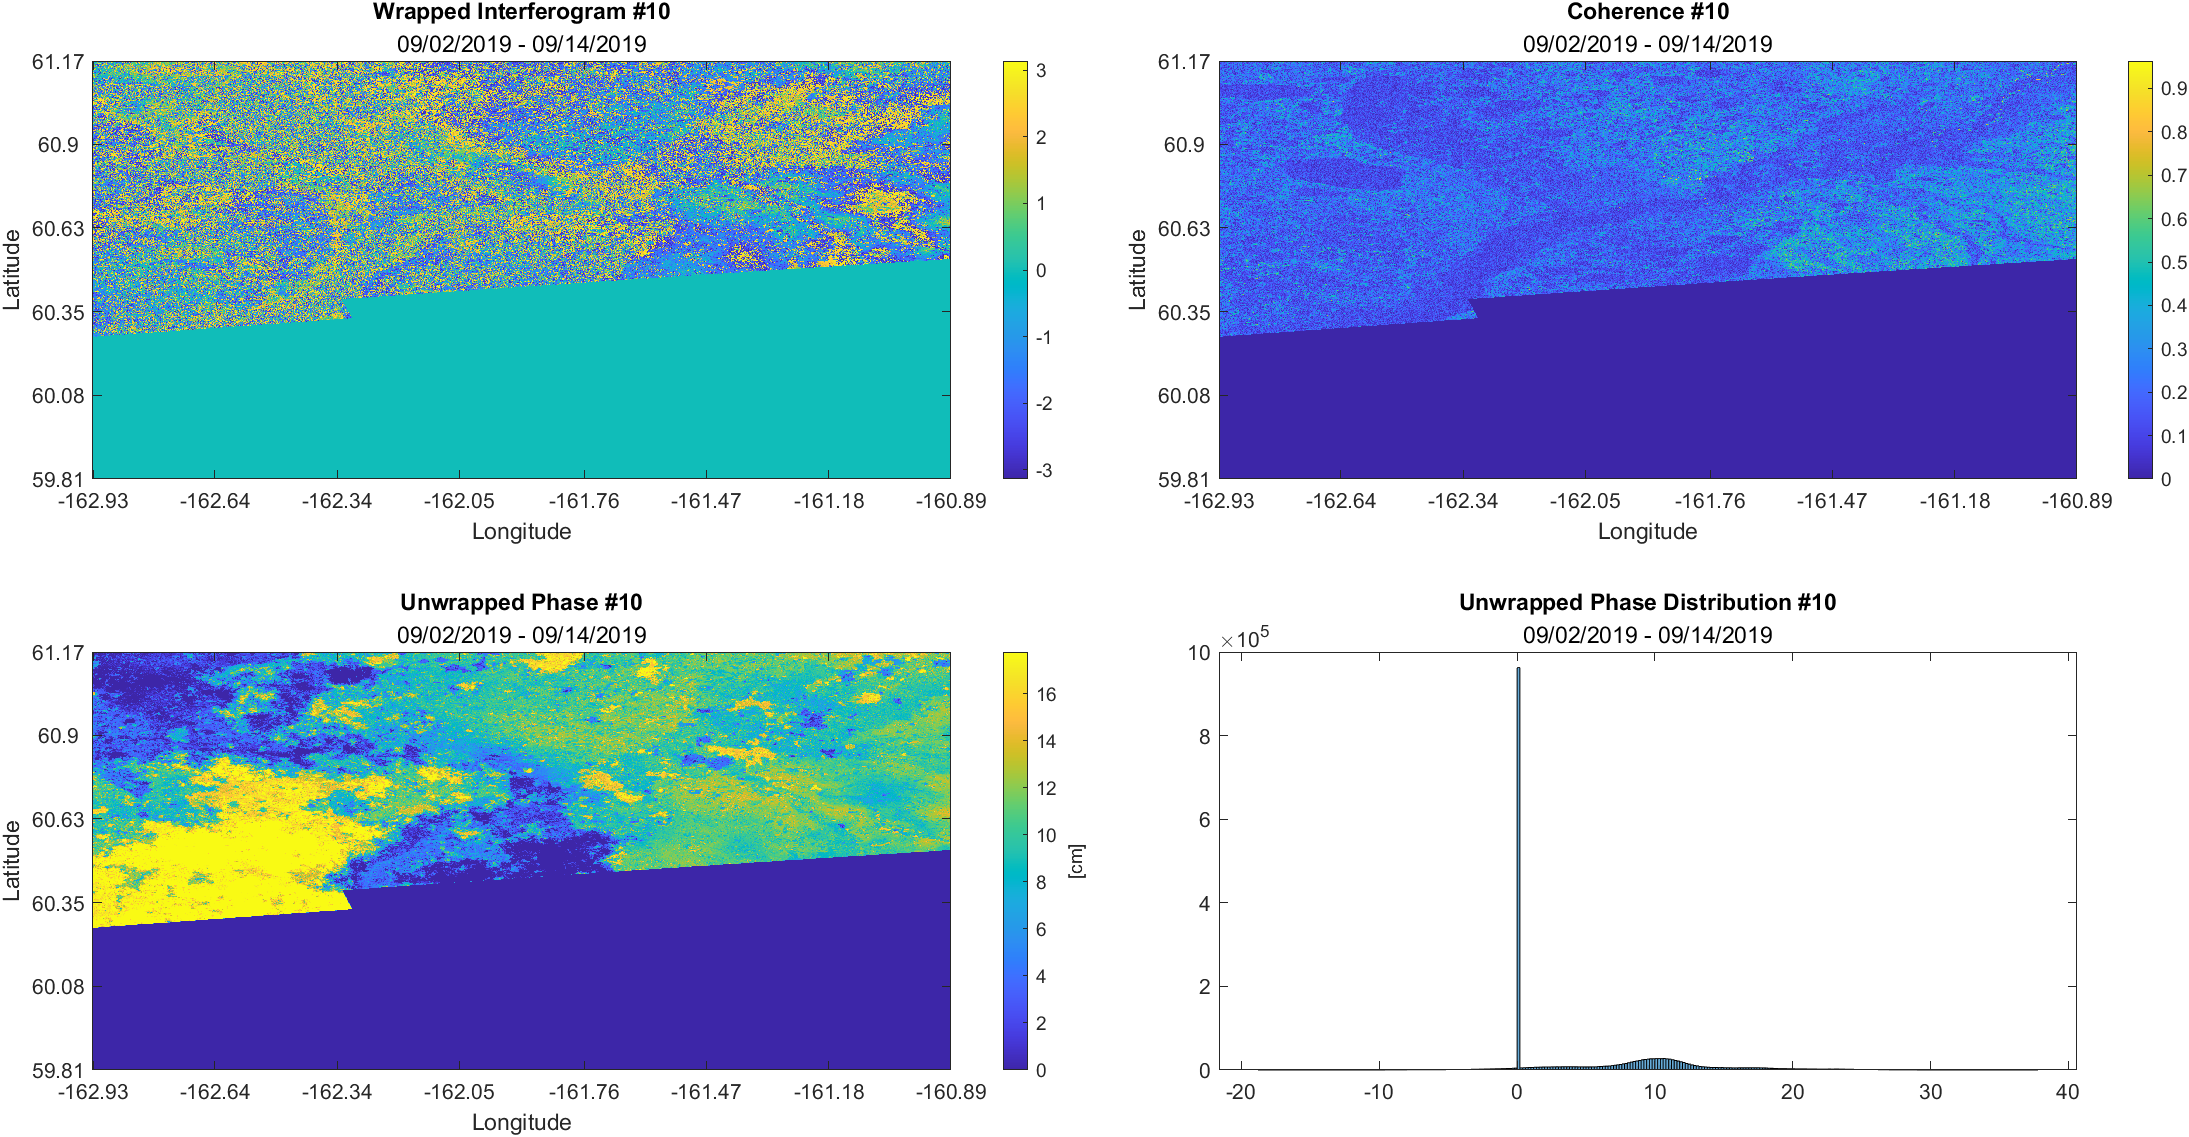 Wrapped Interferogram #10
09/02/2019 - 09/14/2019
61.17
60.9
60.63
60.35
60.08
59.81
Latitude
-162.93 -162.64 -162.34 -162.05 -161.76 -161.47 -161.18 -160.89
Longitude
3
2
1
0
-1
-2
-3
Coherence #10
09/02/2019 - 09/14/2019
61.17
60.9
60.63
60.35
60.08
59.81
Latitude
-162.93 -162.64 -162.34 -162.05 -161.76 -161.47 -161.18 -160.89
Longitude
0.9
0.8
0.7
0.6
0.5
0.4
0.3
0.2
0.1
0
Unwrapped Phase #10
09/02/2019 - 09/14/2019
61.17
60.9
60.63
60.35
60.08
59.81
Latitude
-162.93 -162.64 -162.34 -162.05 -161.76 -161.47 -161.18 -160.89
Longitude
16
14
12
10
8
6
4
2
0
[cm]
Unwrapped Phase Distribution #10
09/02/2019 - 09/14/2019
×10⁵
10
8
6
4
2
0
-20 -10 0 10 20 30 40